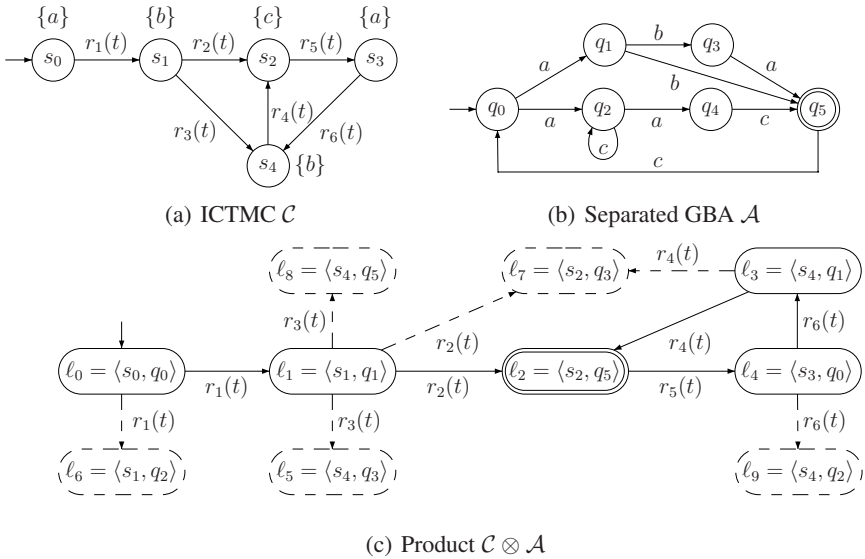 {a} {b} {c} {a}
s₀ r₁(t) s₁ r₂(t) s₂ r₅(t) s₃
r₃(t) r₄(t) r₆(t)
s₄ {b}
(a) ICTMC 𝒞
q₁ b q₃
a b a
q₀ a q₂ a q₄ c q₅
c
c
(b) Separated GBA 𝒜
ℓ₈ = ⟨s₄, q₅⟩ ℓ₇ = ⟨s₂, q₃⟩ r₄(t) ℓ₃ = ⟨s₄, q₁⟩
r₃(t) r₂(t) r₄(t) r₆(t)
ℓ₀ = ⟨s₀, q₀⟩ r₁(t) ℓ₁ = ⟨s₁, q₁⟩ r₂(t) ℓ₂ = ⟨s₂, q₅⟩ r₅(t) ℓ₄ = ⟨s₃, q₀⟩
r₁(t) r₃(t) r₆(t)
ℓ₆ = ⟨s₁, q₂⟩ ℓ₅ = ⟨s₄, q₃⟩ ℓ₉ = ⟨s₄, q₂⟩
(c) Product 𝒞 ⊗ 𝒜